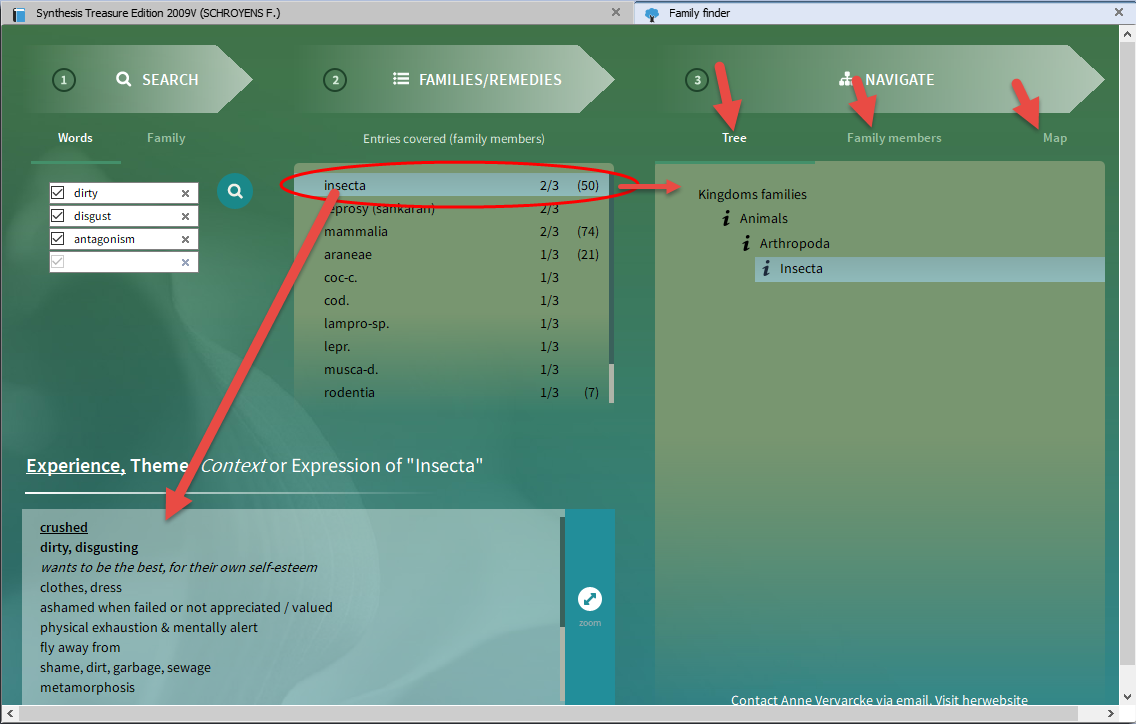 Synthesis Treasure Edition 2009V (SCHROYENS F.)
Family finder
1 SEARCH
2 FAMILIES/REMEDIES
3 NAVIGATE
Words Family
Entries covered (family members)
Tree Family members Map
dirty
disgust
antagonism
insecta 2/3 (50)
leprosy (sankaran) 2/3
mammalia 2/3 (74)
araneae 1/3 (21)
coc-c. 1/3
cod. 1/3
lampro-sp. 1/3
lepr. 1/3
musca-d. 1/3
rodentia 1/3 (7)
Kingdoms families
Animals
Arthropoda
Insecta
Experience, Theme, Context or Expression of "Insecta"
crushed
dirty, disgusting
wants to be the best, for their own self-esteem
clothes, dress
ashamed when failed or not appreciated / valued
physical exhaustion & mentally alert
fly away from
shame, dirt, garbage, sewage
metamorphosis
zoom
Contact Anne Vervarcke via email. Visit herwebsite